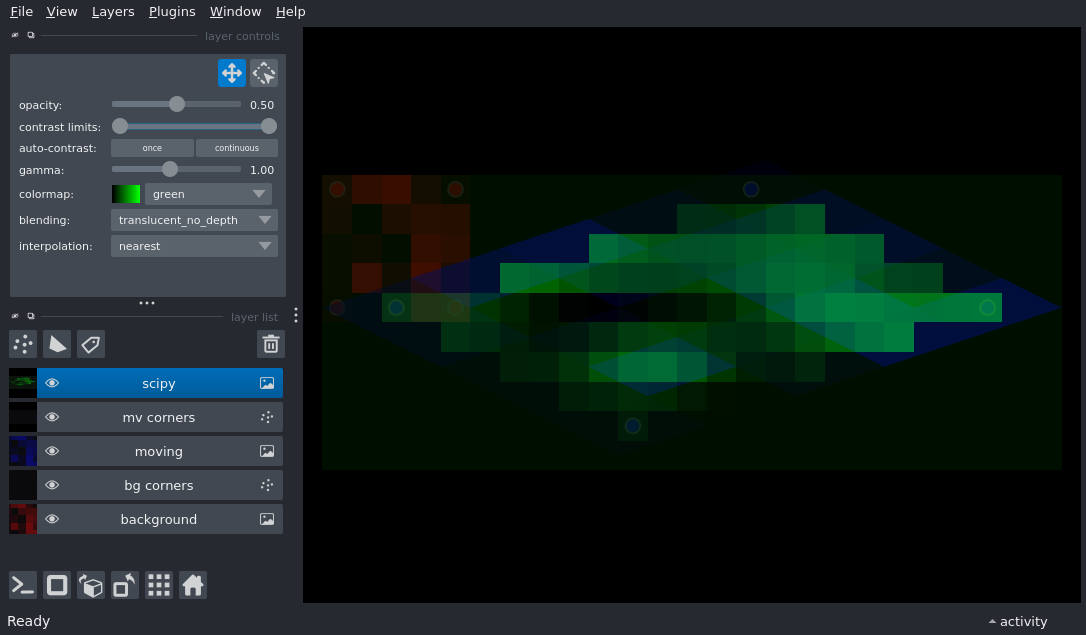 File View Layers Plugins Window Help
layer controls
opacity: 0.50
contrast limits:
auto-contrast: once continuous
gamma: 1.00
colormap: green
blending: translucent_no_depth
interpolation: nearest
layer list
scipy
mv corners
moving
bg corners
background
Ready activity